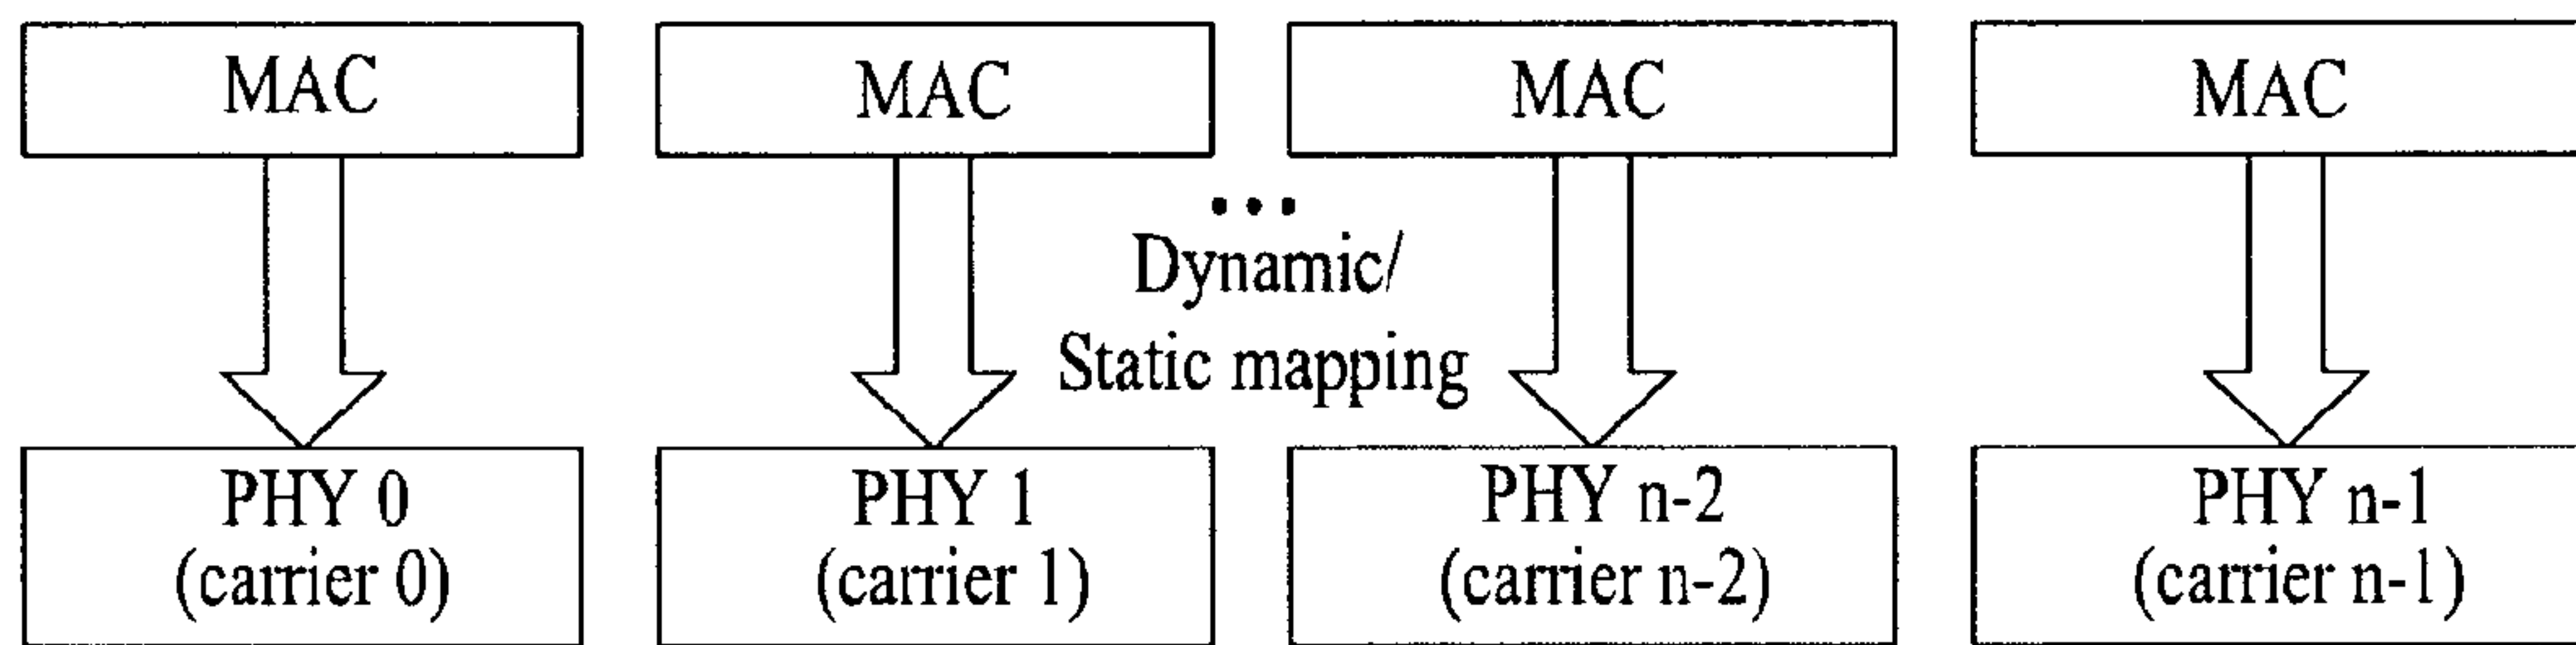 MAC
MAC
MAC
MAC
...
Dynamic/
Static mapping
PHY 0
(carrier 0)
PHY 1
(carrier 1)
PHY n-2
(carrier n-2)
PHY n-1
(carrier n-1)